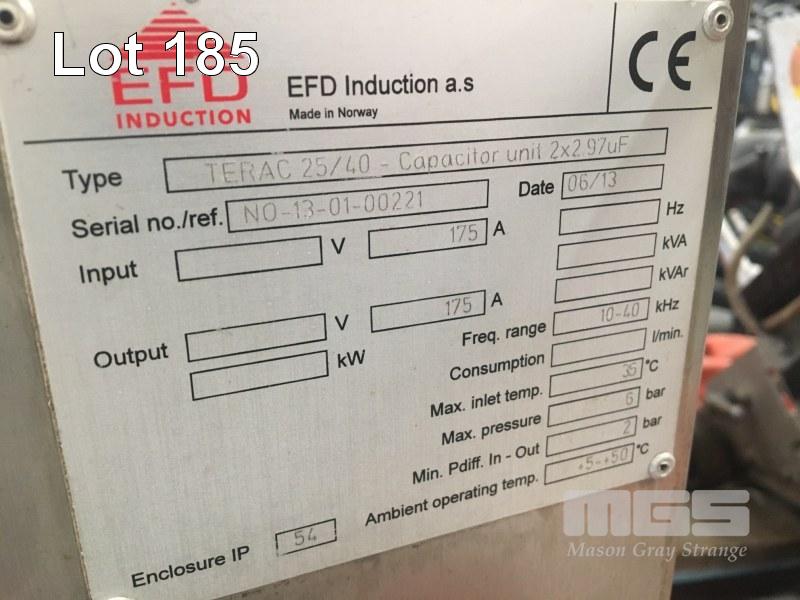 Lot 185
EFD
INDUCTION
EFD Induction a.s
Made in Norway
CE
Type TERAC 25/40 - Capacitor unit 2x2.97uF
Serial no./ref. NO-13-01-00221 Date 06/13
Input V 175 A Hz
kVA
kVAr
Output V 175 A Freq. range 10-40 kHz
kW Consumption l/min.
Max. inlet temp. 35 °C
Max. pressure 6 bar
Min. Pdiff. In - Out 2 bar
Ambient operating temp. +5-+50 °C
Enclosure IP 54
MGS
Mason Gray Strange